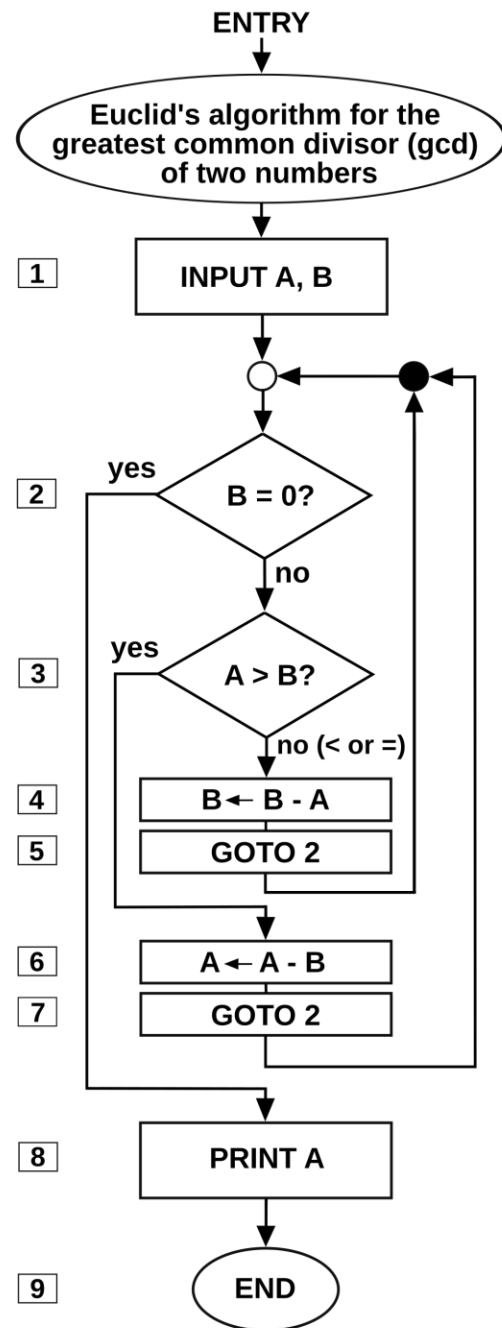 ENTRY
Euclid's algorithm for the
greatest common divisor (gcd)
of two numbers
1
INPUT A, B
yes
2
B = 0?
no
yes
3
A > B?
no (< or =)
4
B ← B - A
5
GOTO 2
6
A ← A - B
7
GOTO 2
8
PRINT A
9
END